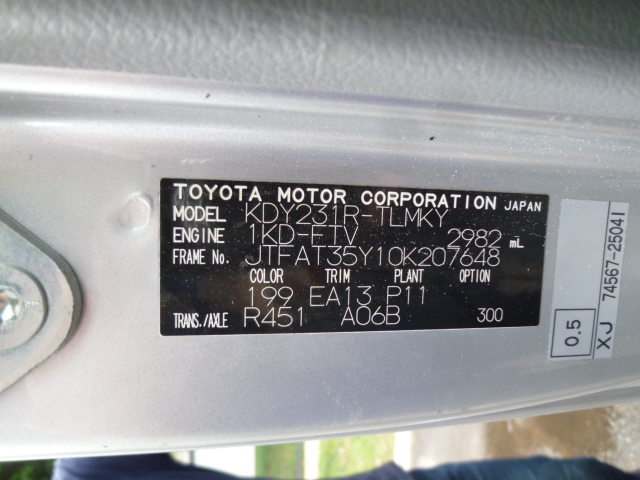 TOYOTA MOTOR CORPORATION JAPAN
MODEL KDY231R-TLMKY
ENGINE 1KD-FTV 2982 mL
FRAME No. JTFAT35Y10K207648
COLOR TRIM PLANT OPTION
199 EA13 P11
TRANS./AXLE R451 A06B 300
0.5
XJ 74567-25041